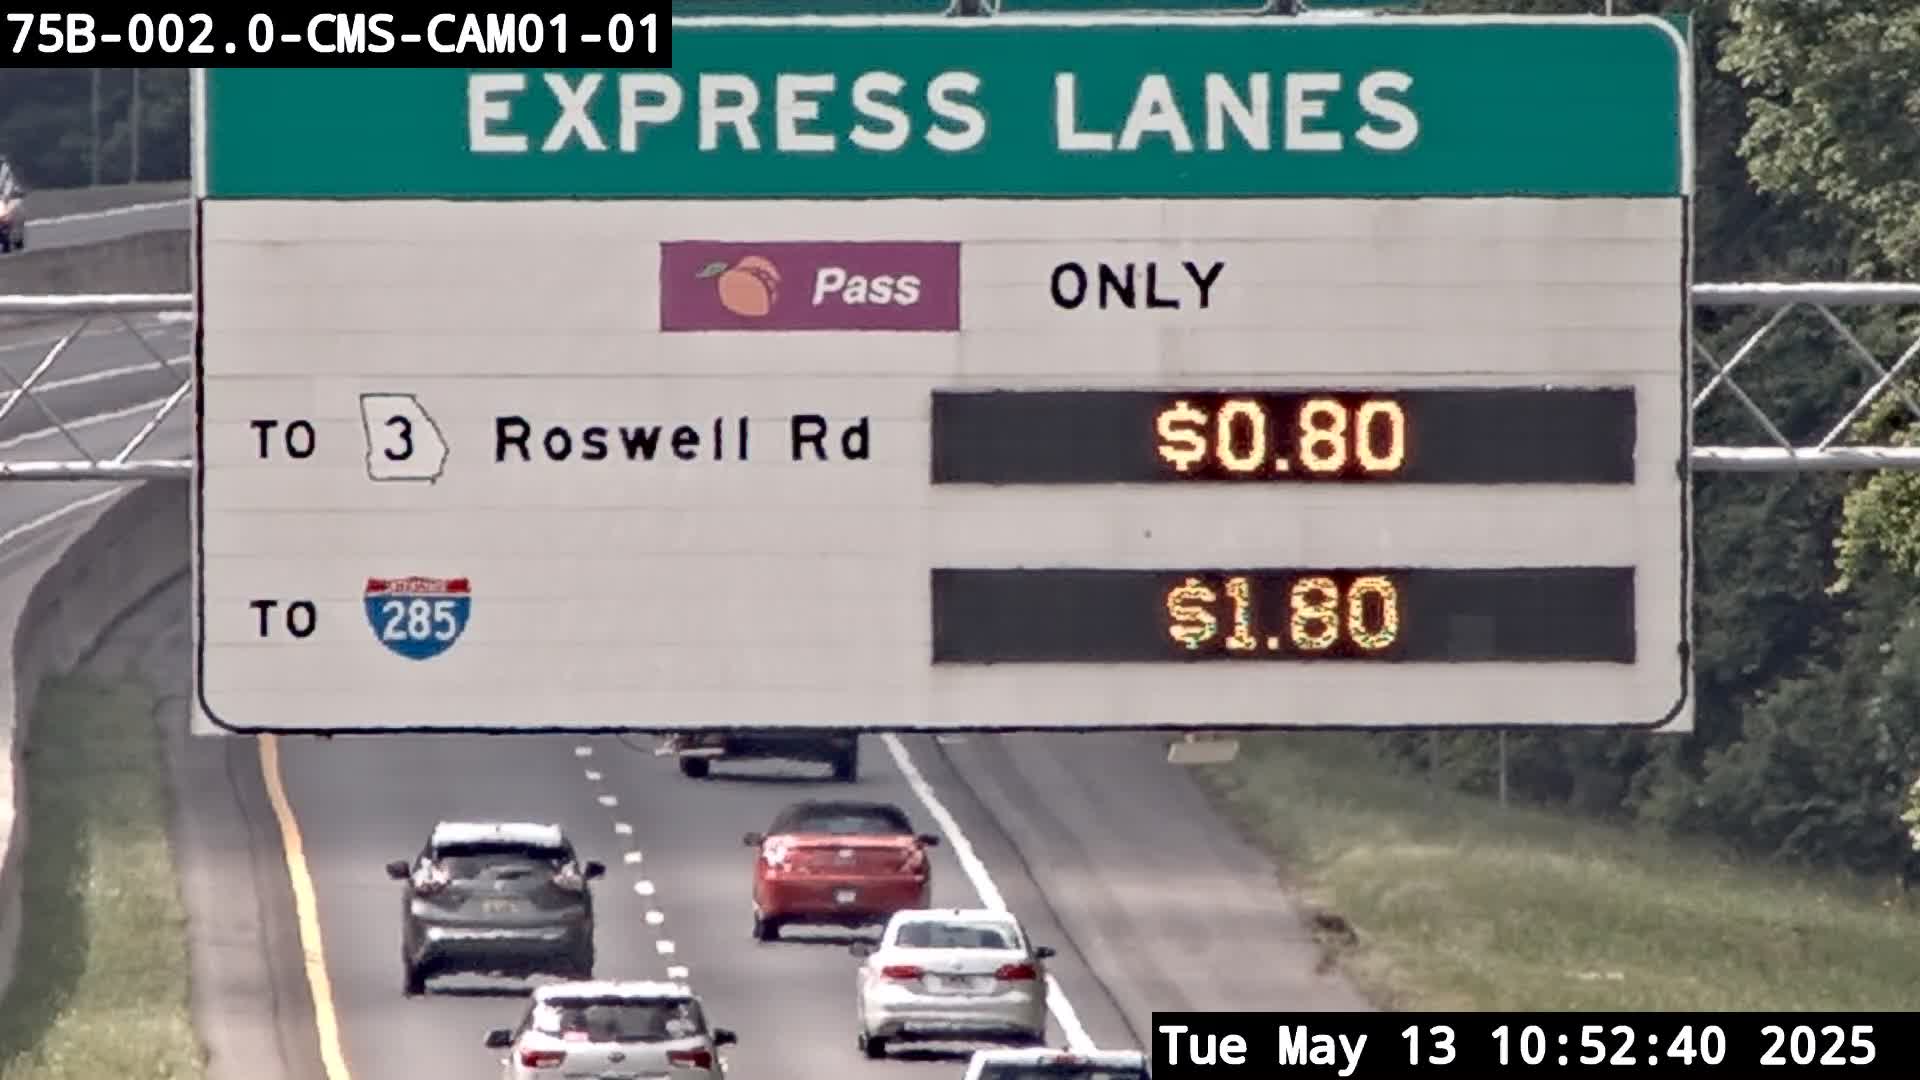 75B-002.0-CMS-CAM01-01
EXPRESS LANES
Pass ONLY
TO 3 Roswell Rd $0.80
TO 285 $1.80
Tue May 13 10:52:40 2025